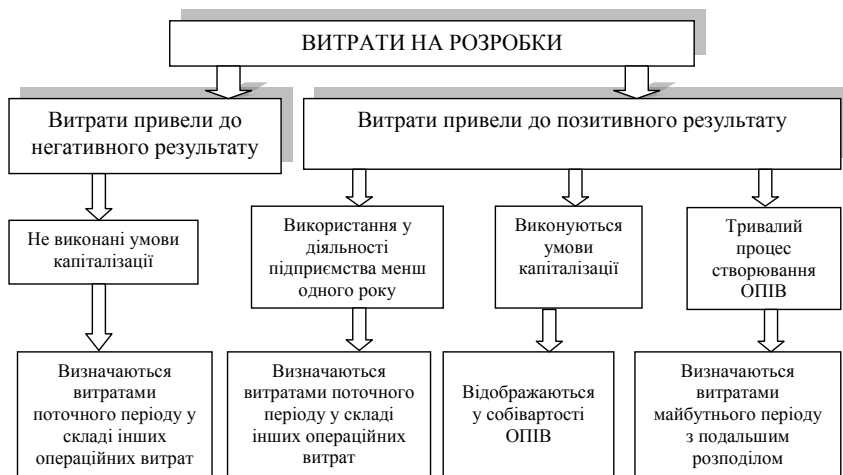 ВИТРАТИ НА РОЗРОБКИ
Витрати привели до
негативного результату
Витрати привели до позитивного результату
Не виконані умови
капіталізації
Використання у
діяльності
підприємства менш
одного року
Виконуються
умови
капіталізації
Тривалий
процес
створювання
ОПІВ
Визначаються
витратами
поточного періоду у
складі інших
операційних витрат
Визначаються
витратами поточного
періоду у складі
інших операційних
витрат
Відображаються
у собівартості
ОПІВ
Визначаються
витратами
майбутнього періоду
з подальшим
розподілом